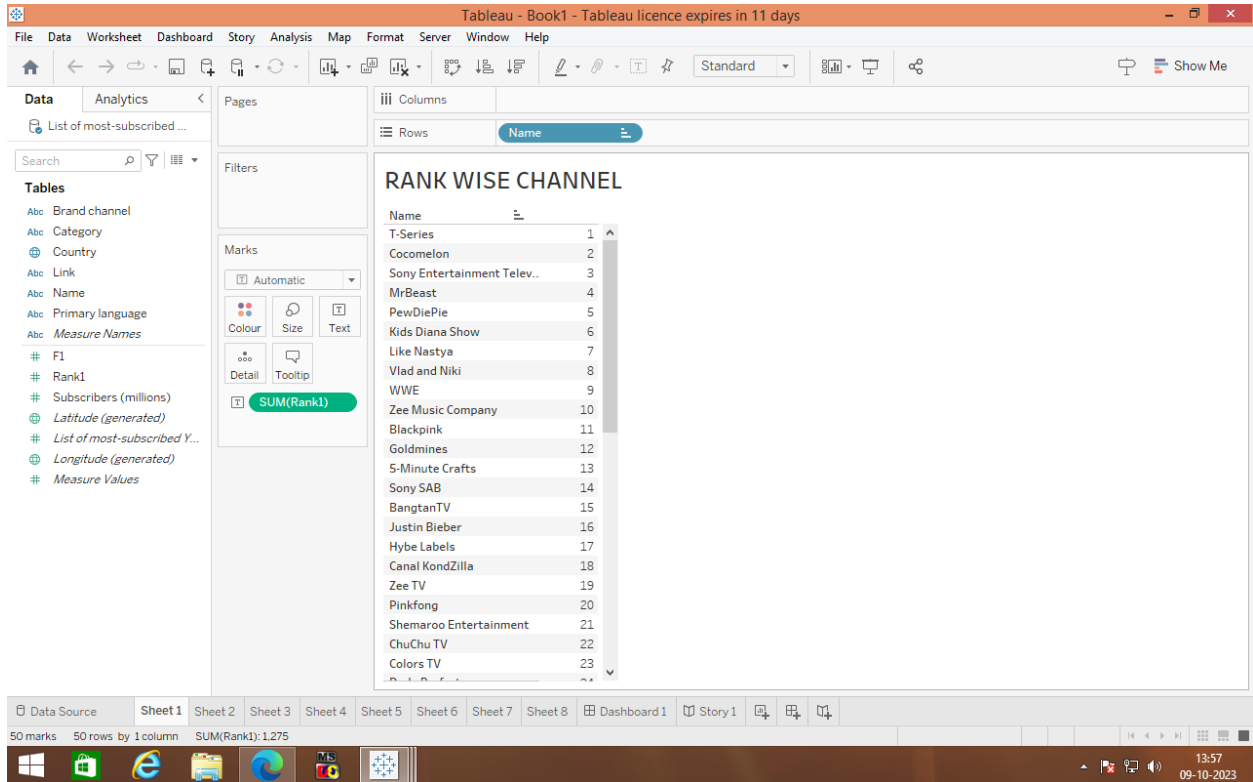 Tableau - Book1 - Tableau licence expires in 11 days
File Data Worksheet Dashboard Story Analysis Map Format Server Window Help
Standard
Show Me
Data Analytics
List of most-subscribed ...
Search
Tables
Abc Brand channel
Abc Category
Country
Abc Link
Abc Name
Abc Primary language
Abc Measure Names
# F1
# Rank1
# Subscribers (millions)
Latitude (generated)
# List of most-subscribed Y...
Longitude (generated)
# Measure Values
Pages
Filters
Marks
T Automatic
Colour Size Text
Detail Tooltip
T SUM(Rank1)
iii Columns
Rows Name
RANK WISE CHANNEL
Name
T-Series 1
Cocomelon 2
Sony Entertainment Telev.. 3
MrBeast 4
PewDiePie 5
Kids Diana Show 6
Like Nastya 7
Vlad and Niki 8
WWE 9
Zee Music Company 10
Blackpink 11
Goldmines 12
5-Minute Crafts 13
Sony SAB 14
BangtanTV 15
Justin Bieber 16
Hybe Labels 17
Canal KondZilla 18
Zee TV 19
Pinkfong 20
Shemaroo Entertainment 21
ChuChu TV 22
Colors TV 23
Data Source Sheet 1 Sheet 2 Sheet 3 Sheet 4 Sheet 5 Sheet 6 Sheet 7 Sheet 8 Dashboard 1 Story 1
50 marks 50 rows by 1 column SUM(Rank1): 1,275
MS
13:57
09-10-2023